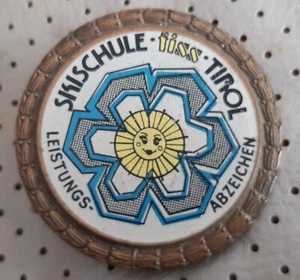 SKISCHULE · fiss · TIROL
LEISTUNGS-
ABZEICHEN